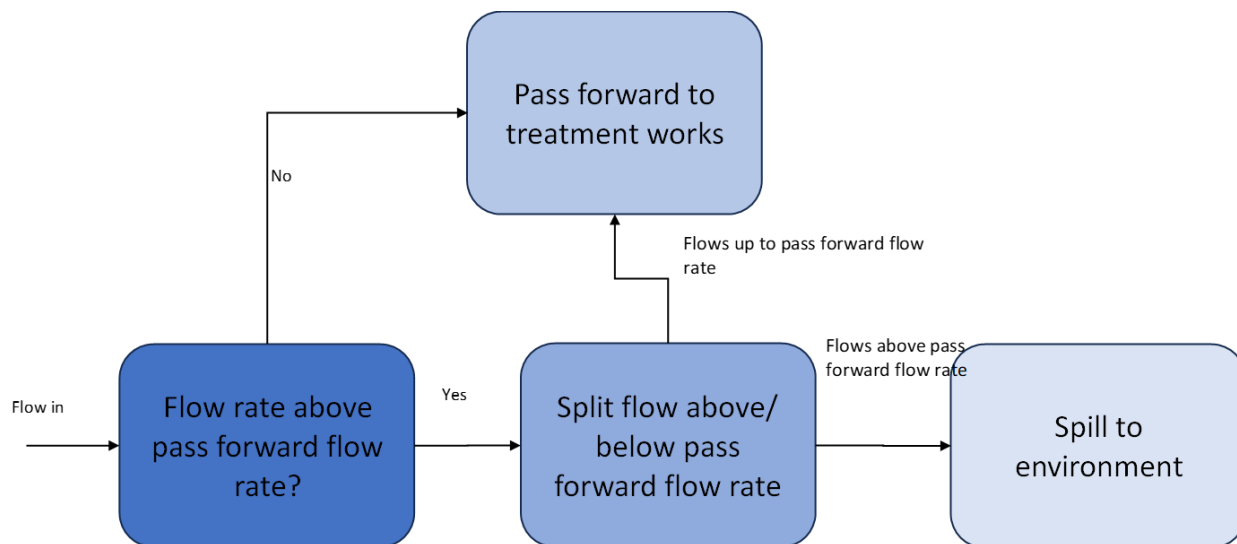 Pass forward to
treatment works
No
Flows up to pass forward flow
rate
Flow in
Flow rate above
pass forward flow
rate?
Yes
Split flow above/
below pass
forward flow rate
Flows above pass
forward flow rate
Spill to
environment